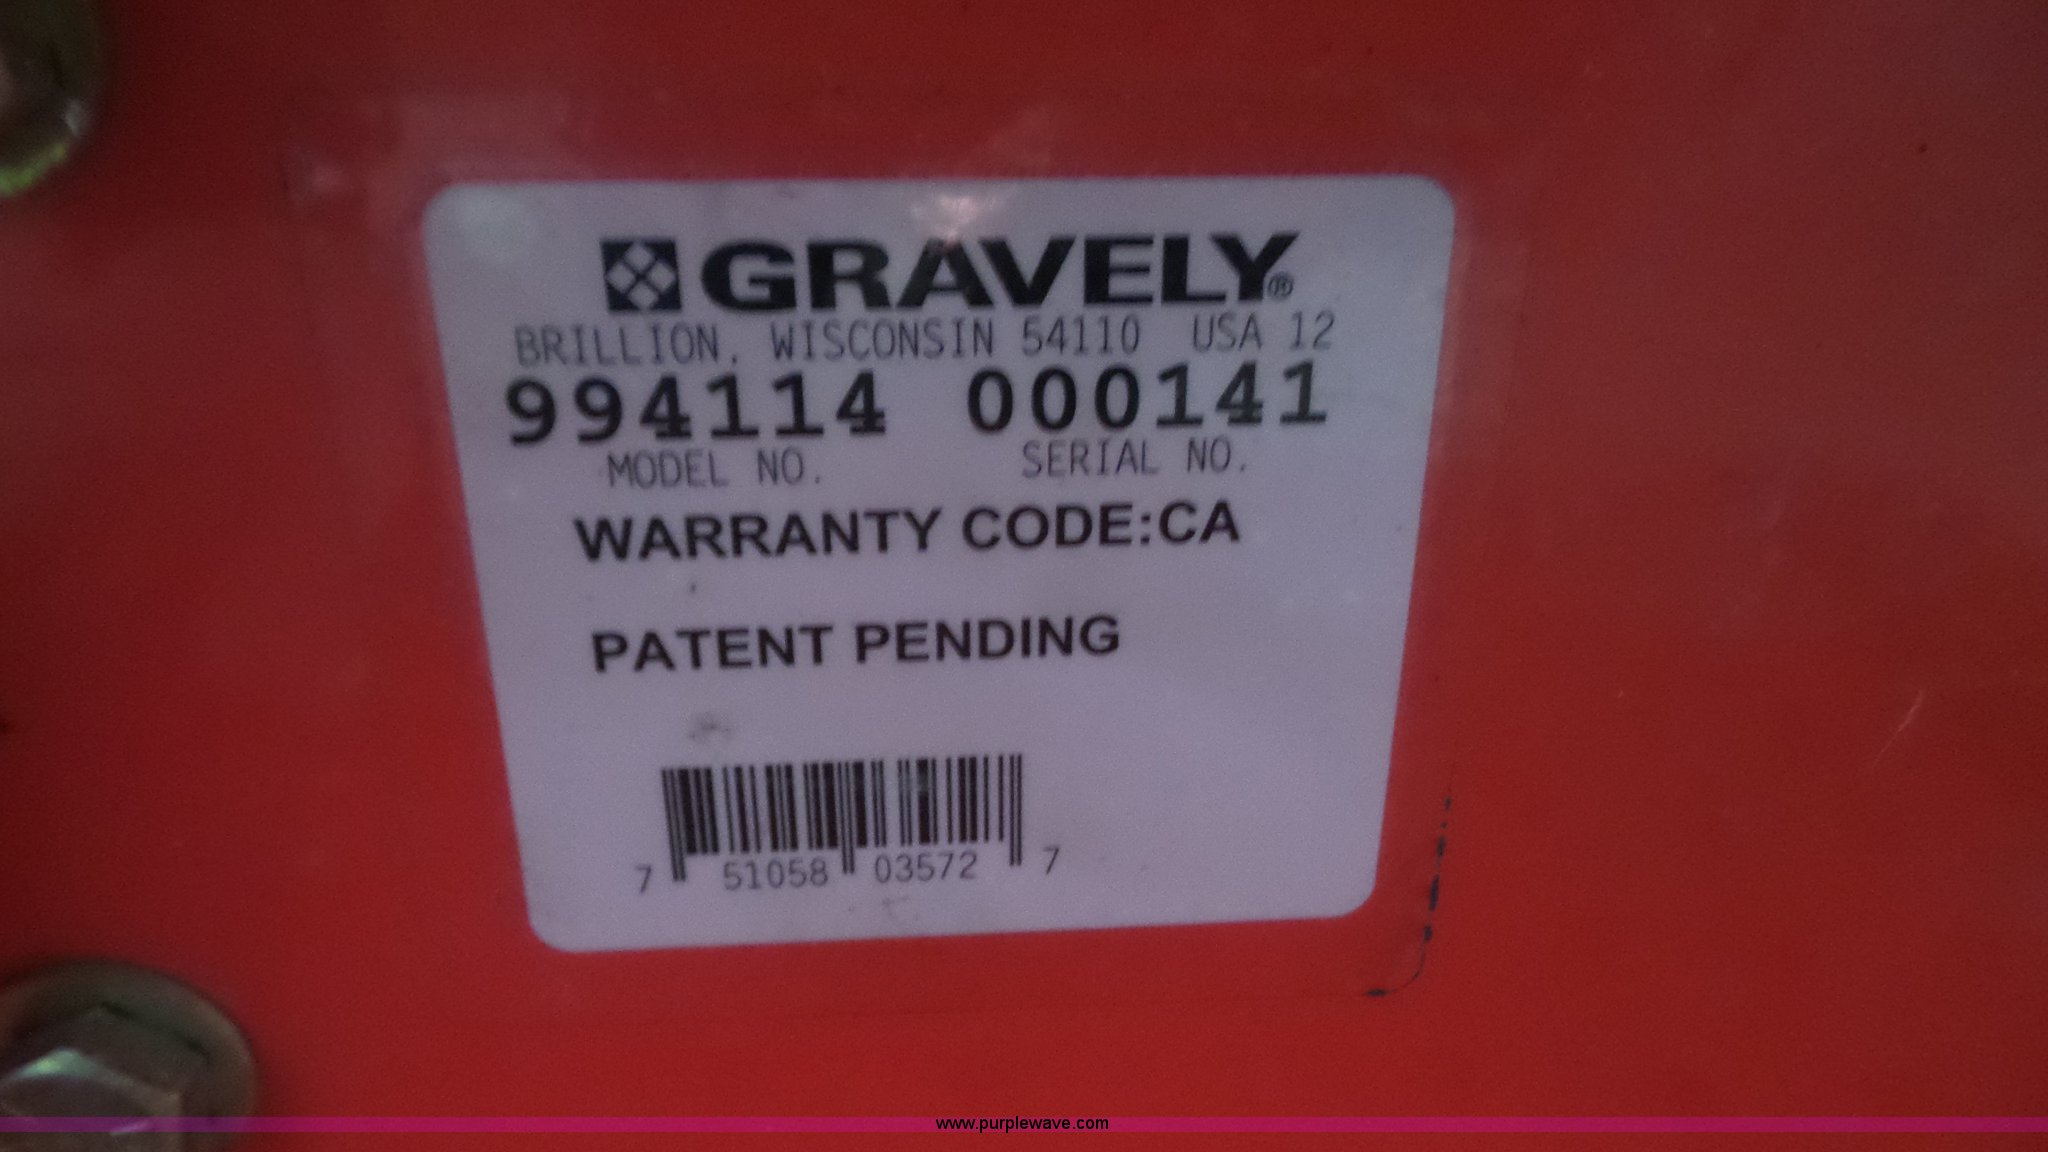 GRAVELY®
BRILLION, WISCONSIN 54110 USA 12
994114 000141
MODEL NO. SERIAL NO.
WARRANTY CODE:CA
PATENT PENDING
7 51058 03572 7
www.purplewave.com